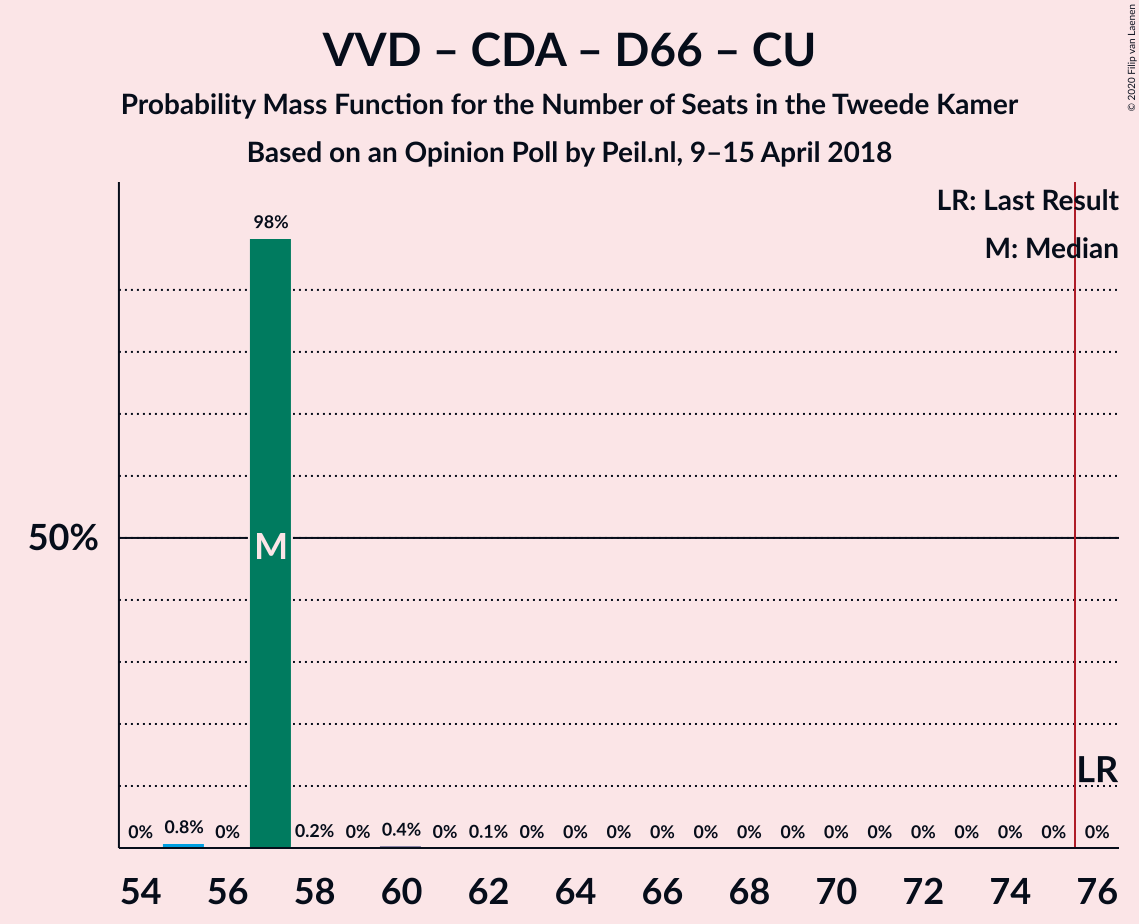 VVD – CDA – D66 – CU
Probability Mass Function for the Number of Seats in the Tweede Kamer
Based on an Opinion Poll by Peil.nl, 9–15 April 2018
© 2020 Filip van Laenen
LR: Last Result
M: Median
98%
50%
M
LR
0% 0.8% 0% 0.2% 0% 0.4% 0% 0.1% 0% 0% 0% 0% 0% 0% 0% 0% 0% 0% 0% 0% 0% 0%
54 56 58 60 62 64 66 68 70 72 74 76